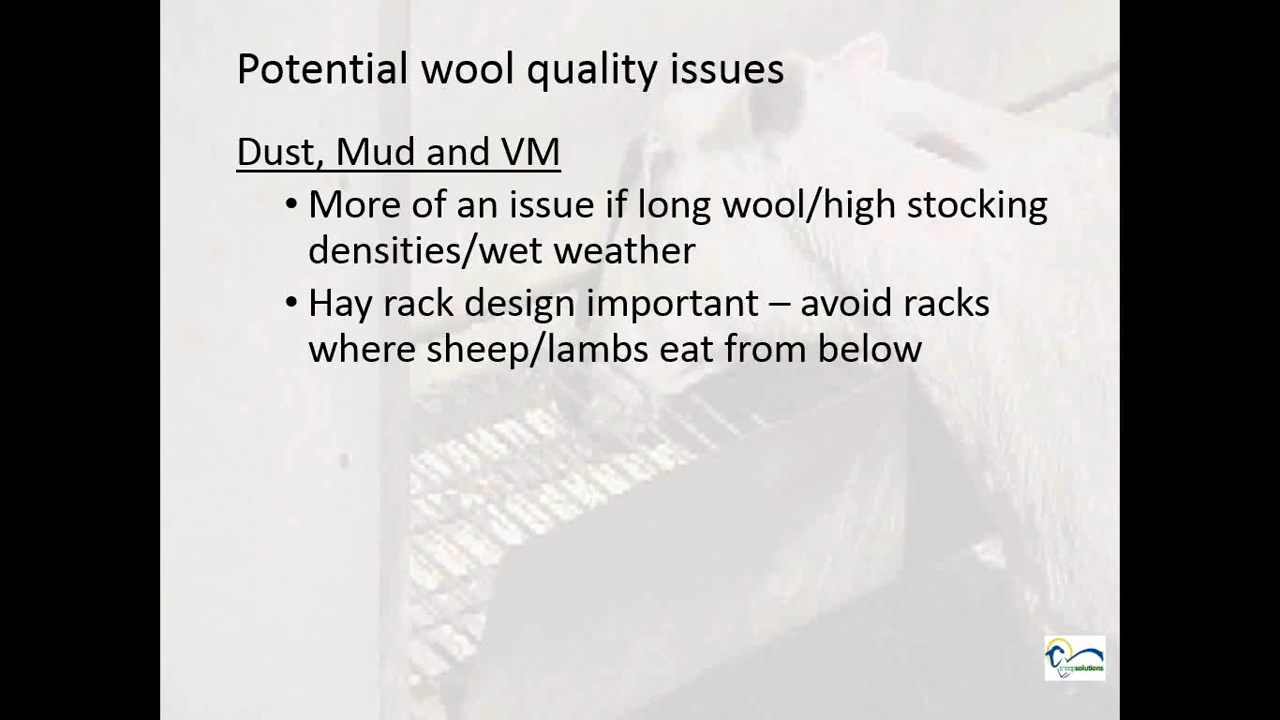 Potential wool quality issues
Dust, Mud and VM
• More of an issue if long wool/high stocking
densities/wet weather
• Hay rack design important – avoid racks
where sheep/lambs eat from below
solutions